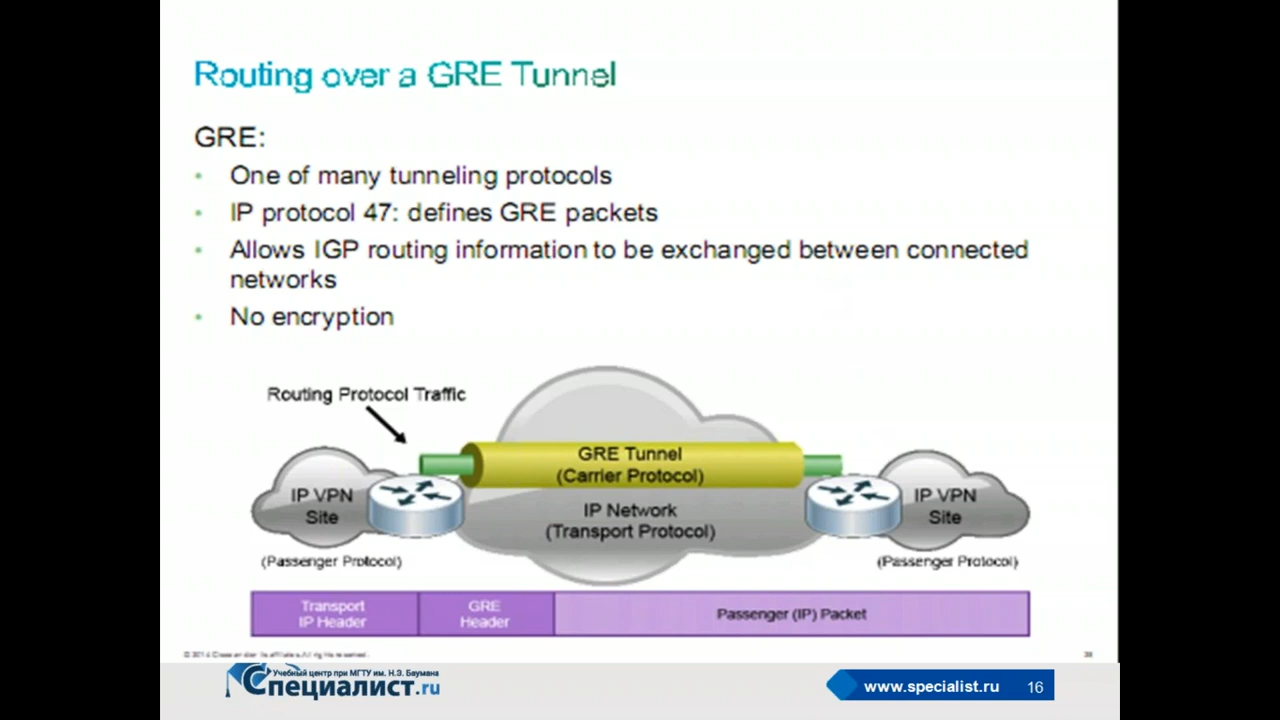 Routing over a GRE Tunnel
GRE:
• One of many tunneling protocols
• IP protocol 47: defines GRE packets
• Allows IGP routing information to be exchanged between connected
networks
• No encryption
Routing Protocol Traffic
GRE Tunnel
(Carrier Protocol)
IP VPN
Site
IP Network
(Transport Protocol)
IP VPN
Site
(Passenger Protocol)
(Passenger Protocol)
Transport
IP Header
GRE
Header
Passenger (IP) Packet
Учебный центр при МГТУ им. Н.Э. Баумана
Специалист.ru
www.specialist.ru
16